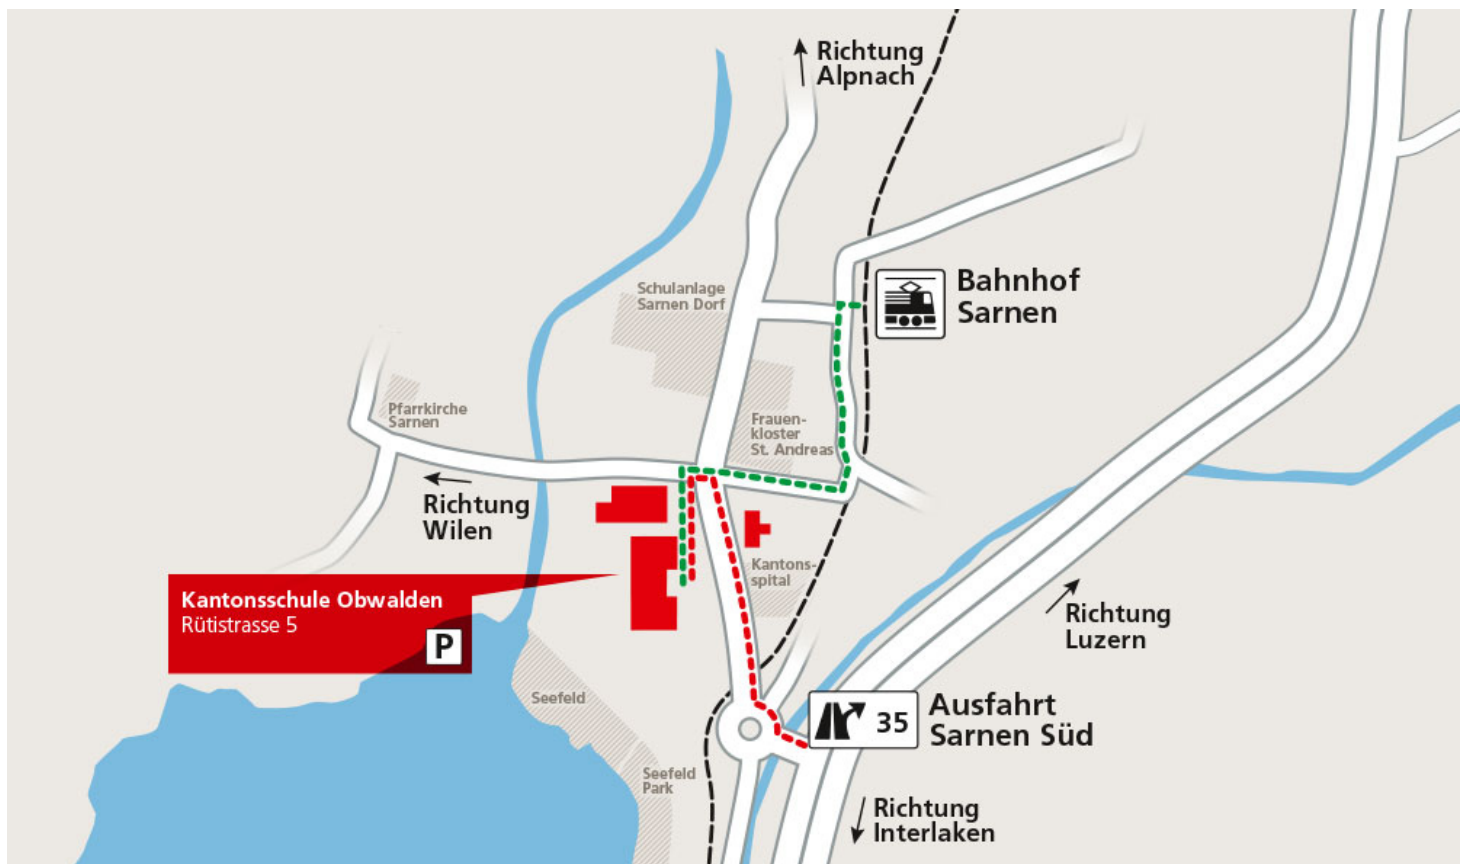 Richtung
Alpnach
Bahnhof
Sarnen
Schulanlage
Sarnen Dorf
Pfarrkirche
Sarnen
Frauen-
kloster
St. Andreas
Richtung
Wilen
Kantons-
spital
Kantonsschule Obwalden
Rütistrasse 5
P
Richtung
Luzern
Seefeld
35
Ausfahrt
Sarnen Süd
Seefeld
Park
Richtung
Interlaken